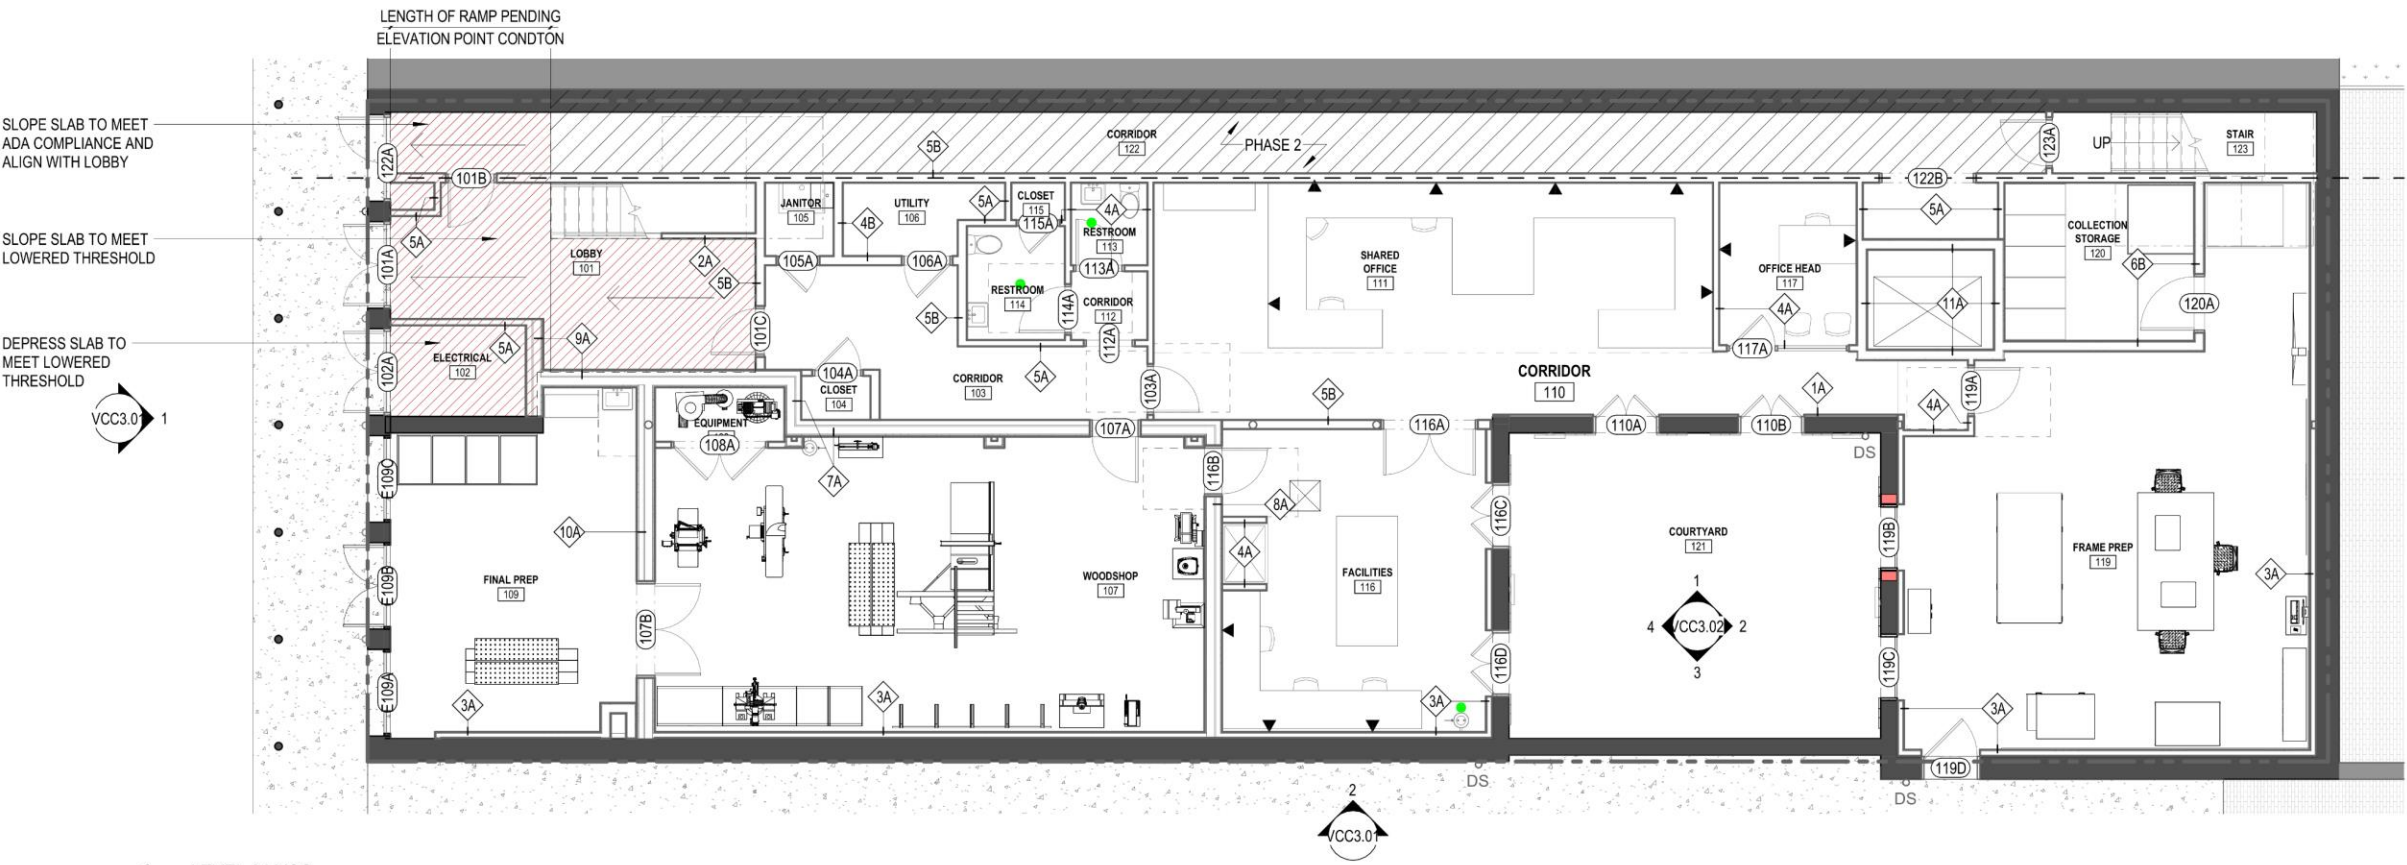 LENGTH OF RAMP PENDING
ELEVATION POINT CONDTON
SLOPE SLAB TO MEET
ADA COMPLIANCE AND
ALIGN WITH LOBBY
SLOPE SLAB TO MEET
LOWERED THRESHOLD
DEPRESS SLAB TO
MEET LOWERED
THRESHOLD
VCC3.01
1
122A
101B
101A
102A
5A
LOBBY
101
2A
5B
101C
ELECTRICAL
102
5A
9A
5B
CORRIDOR
122
PHASE 2
123A
UP
STAIR
123
JANITOR
105
105A
4B
UTILITY
106
106A
5A
CLOSET
115
115A
4A
RESTROOM
113
113A
RESTROOM
114
114A
5B
CORRIDOR
112
112A
5A
104A
CLOSET
104
CORRIDOR
103
103A
SHARED
OFFICE
111
OFFICE HEAD
117
4A
117A
122B
5A
11A
COLLECTION
STORAGE
120
6B
120A
CORRIDOR
110
1A
5B
119A
4A
109C
109B
109A
FINAL PREP
109
10A
3A
107B
EQUIPMENT
108A
7A
107A
WOODSHOP
107
3A
116B
8A
4A
116A
FACILITIES
116
116C
116D
3A
110A
110B
DS
COURTYARD
121
1
4
VCC3.02
2
3
119B
119C
FRAME PREP
119
3A
3A
119D
DS
DS
2
VCC3.01